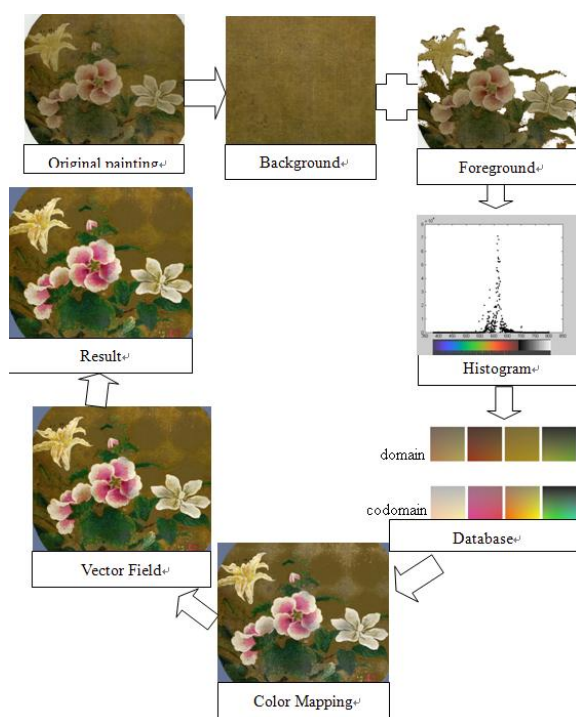 Original painting↵
Background↵
Foreground↵
Histogram↵
domain
codomain
Database↵
Color Mapping↵
Vector Field↵
Result↵